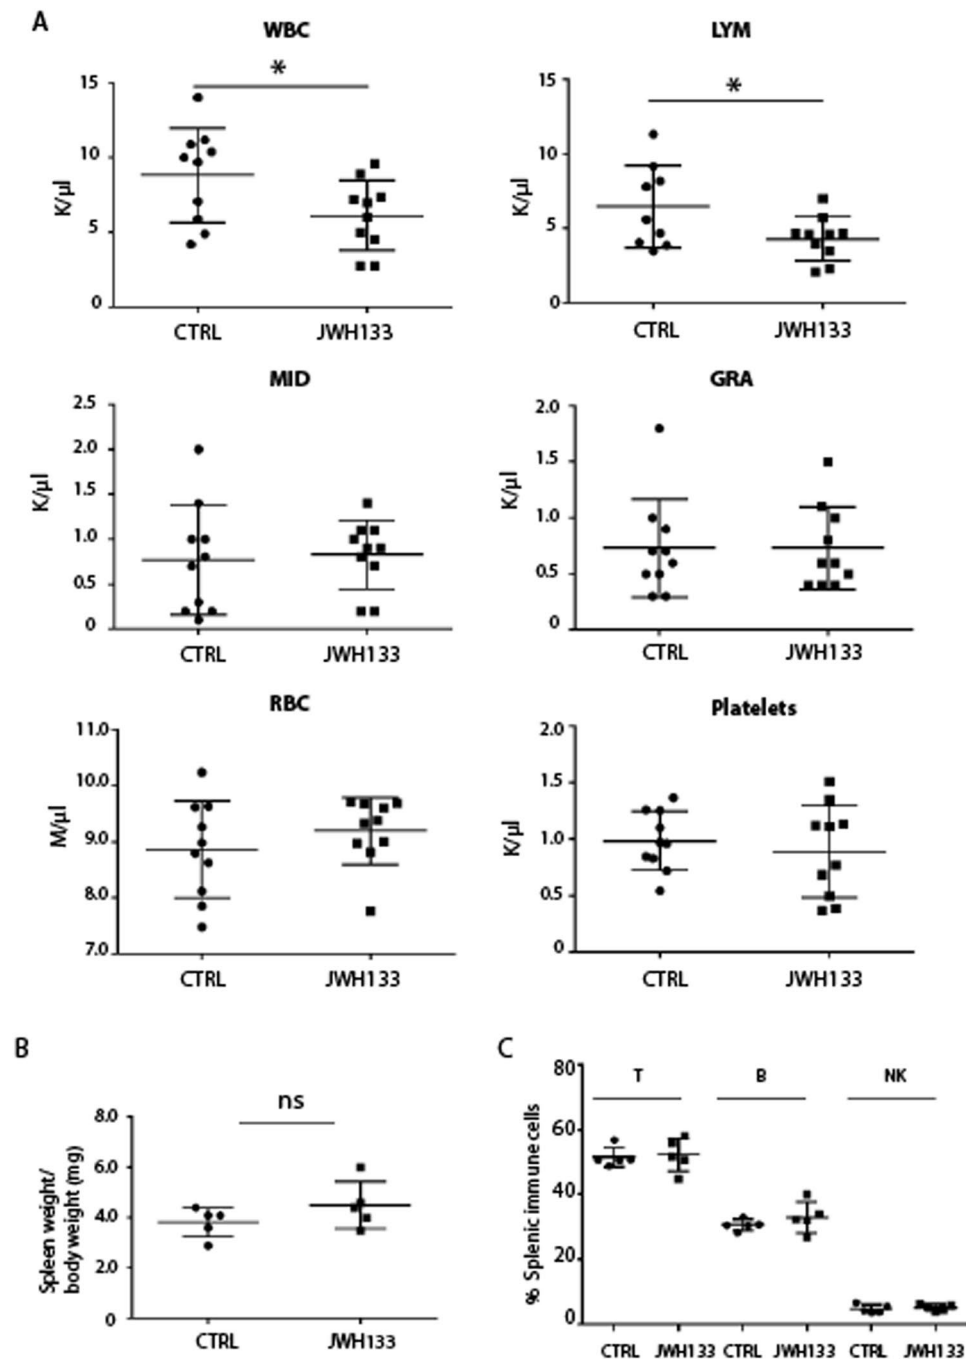 A
WBC
*
15
10
5
0
K/μl
CTRL JWH133
LYM
*
15
10
5
0
K/μl
CTRL JWH133
MID
2.5
2.0
1.5
1.0
0.5
0
K/μl
CTRL JWH133
GRA
2.0
1.5
1.0
0.5
0
K/μl
CTRL JWH133
RBC
11.0
10.0
9.0
8.0
7.0
M/μl
CTRL JWH133
Platelets
2.0
1.5
1.0
0.5
0
K/μl
CTRL JWH133
B
ns
8.0
6.0
4.0
2.0
0
Spleen weight/
body weight (mg)
CTRL JWH133
C
T B NK
80
60
40
20
0
% Splenic immune cells
CTRL JWH133 CTRL JWH133 CTRL JWH133